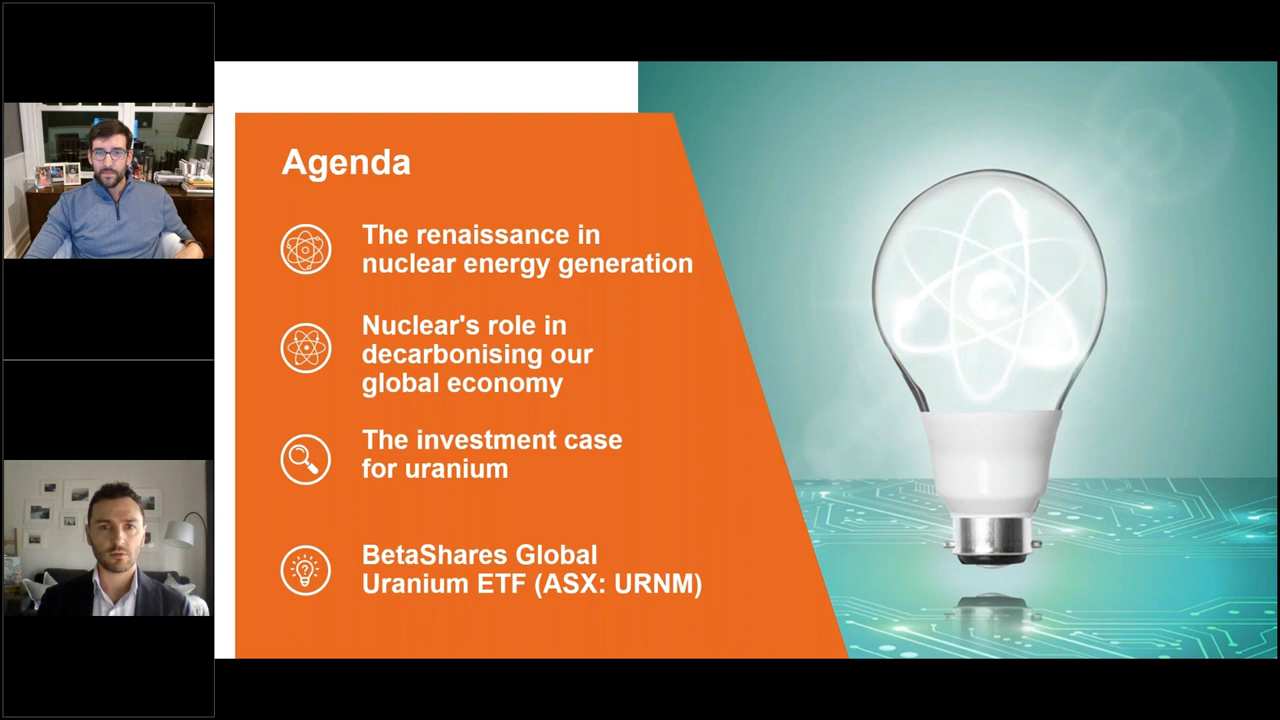 Agenda
The renaissance in
nuclear energy generation
Nuclear's role in
decarbonising our
global economy
The investment case
for uranium
BetaShares Global
Uranium ETF (ASX: URNM)